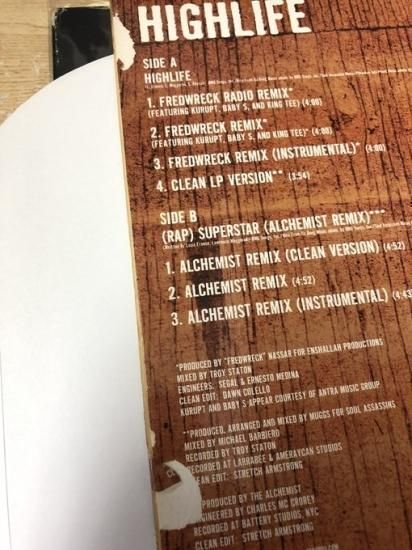 HIGHLIFE
SIDE A
HIGHLIFE
1. FREDWRECK RADIO REMIX*
(FEATURING KURUPT, BABY S, AND KING TEE) (4:00)
2. FREDWRECK REMIX*
(FEATURING KURUPT, BABY S, AND KING TEE)* (4:00)
3. FREDWRECK REMIX (INSTRUMENTAL)* (4:00)
4. CLEAN LP VERSION** (3:54)
SIDE B
(RAP) SUPERSTAR (ALCHEMIST REMIX)***
1. ALCHEMIST REMIX (CLEAN VERSION) (4:52)
2. ALCHEMIST REMIX (4:52)
3. ALCHEMIST REMIX (INSTRUMENTAL) (4:43
*PRODUCED BY "FREDWRECK" NASSAR FOR ENSHALLAH PRODUCTIONS
MIXED BY TROY STATON
ENGINEERS: SEGAL & ERNESTO MEDINA
CLEAN EDIT: DAWN COLELLO
KURUPT AND BABY S APPEAR COURTESY OF ANTRA MUSIC GROUP
**PRODUCED, ARRANGED AND MIXED BY MUGGS FOR SOUL ASSASSINS
MIXED BY MICHAEL BARBIERO
RECORDED BY TROY STATON
RECORDED AT LARRABEE & AMERAYCAN STUDIOS
CLEAN EDIT: STRETCH ARMSTRONG
PRODUCED BY THE ALCHEMIST
ENGINEERED BY CHARLES MC CROREY
RECORDED AT BATTERY STUDIOS, NYC
EDIT: STRETCH ARMSTRONG